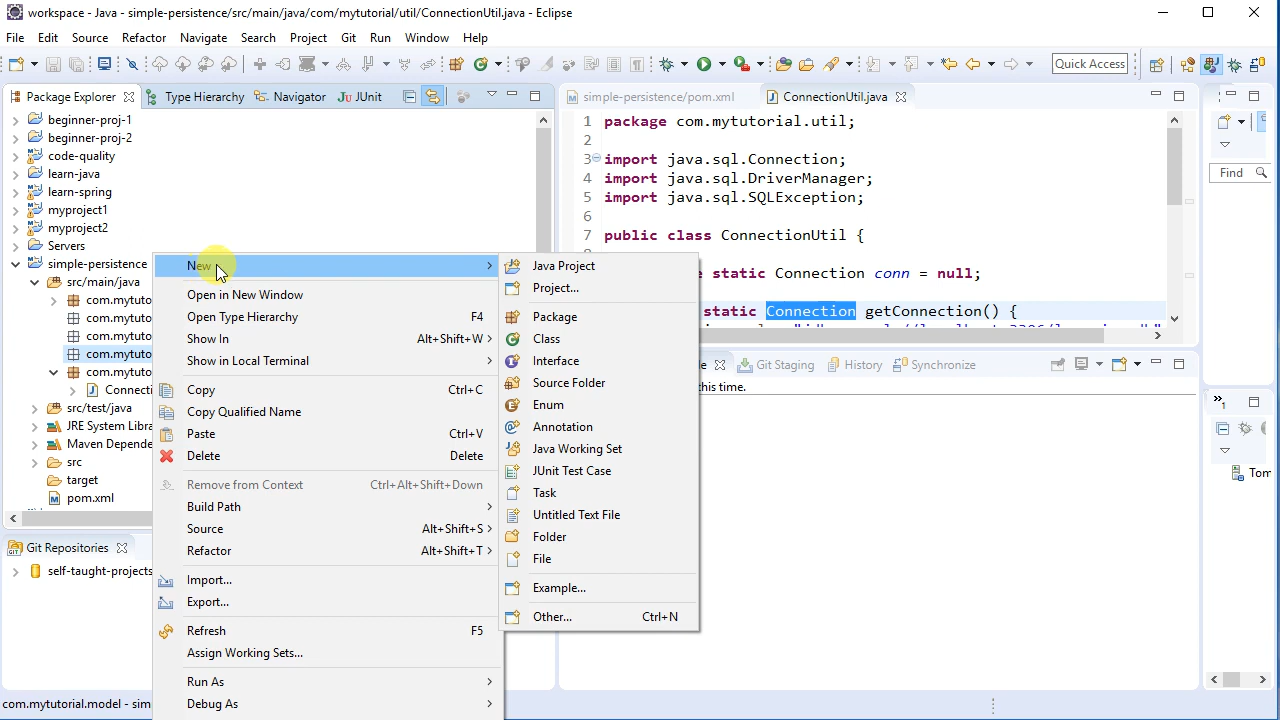 workspace - Java - simple-persistence/src/main/java/com/mytutorial/util/ConnectionUtil.java - Eclipse
File Edit Source Refactor Navigate Search Project Git Run Window Help
Quick Access
Package Explorer Type Hierarchy Navigator JUnit
simple-persistence/pom.xml ConnectionUtil.java
beginner-proj-1
beginner-proj-2
code-quality
learn-java
learn-spring
myproject1
myproject2
Servers
simple-persistence
src/main/java
com.mytuto
com.mytuto
com.mytuto
com.mytuto
com.mytuto
Connecti
src/test/java
JRE System Libra
Maven Depende
src
target
pom.xml
Git Repositories
self-taught-projects
com.mytutorial.model - sim
New
Open in New Window
Open Type Hierarchy F4
Show In Alt+Shift+W
Show in Local Terminal
Copy Ctrl+C
Copy Qualified Name
Paste Ctrl+V
Delete Delete
Remove from Context Ctrl+Alt+Shift+Down
Build Path
Source Alt+Shift+S
Refactor Alt+Shift+T
Import...
Export...
Refresh F5
Assign Working Sets...
Run As
Debug As
Java Project
Project...
Package
Class
Interface
Source Folder
Enum
Annotation
Java Working Set
JUnit Test Case
Task
Untitled Text File
Folder
File
Example...
Other... Ctrl+N
1 package com.mytutorial.util;
2
3 import java.sql.Connection;
4 import java.sql.DriverManager;
5 import java.sql.SQLException;
6
7 public class ConnectionUtil {
static Connection conn = null;
static Connection getConnection() {
Git Staging History Synchronize
this time.
Find
Tom